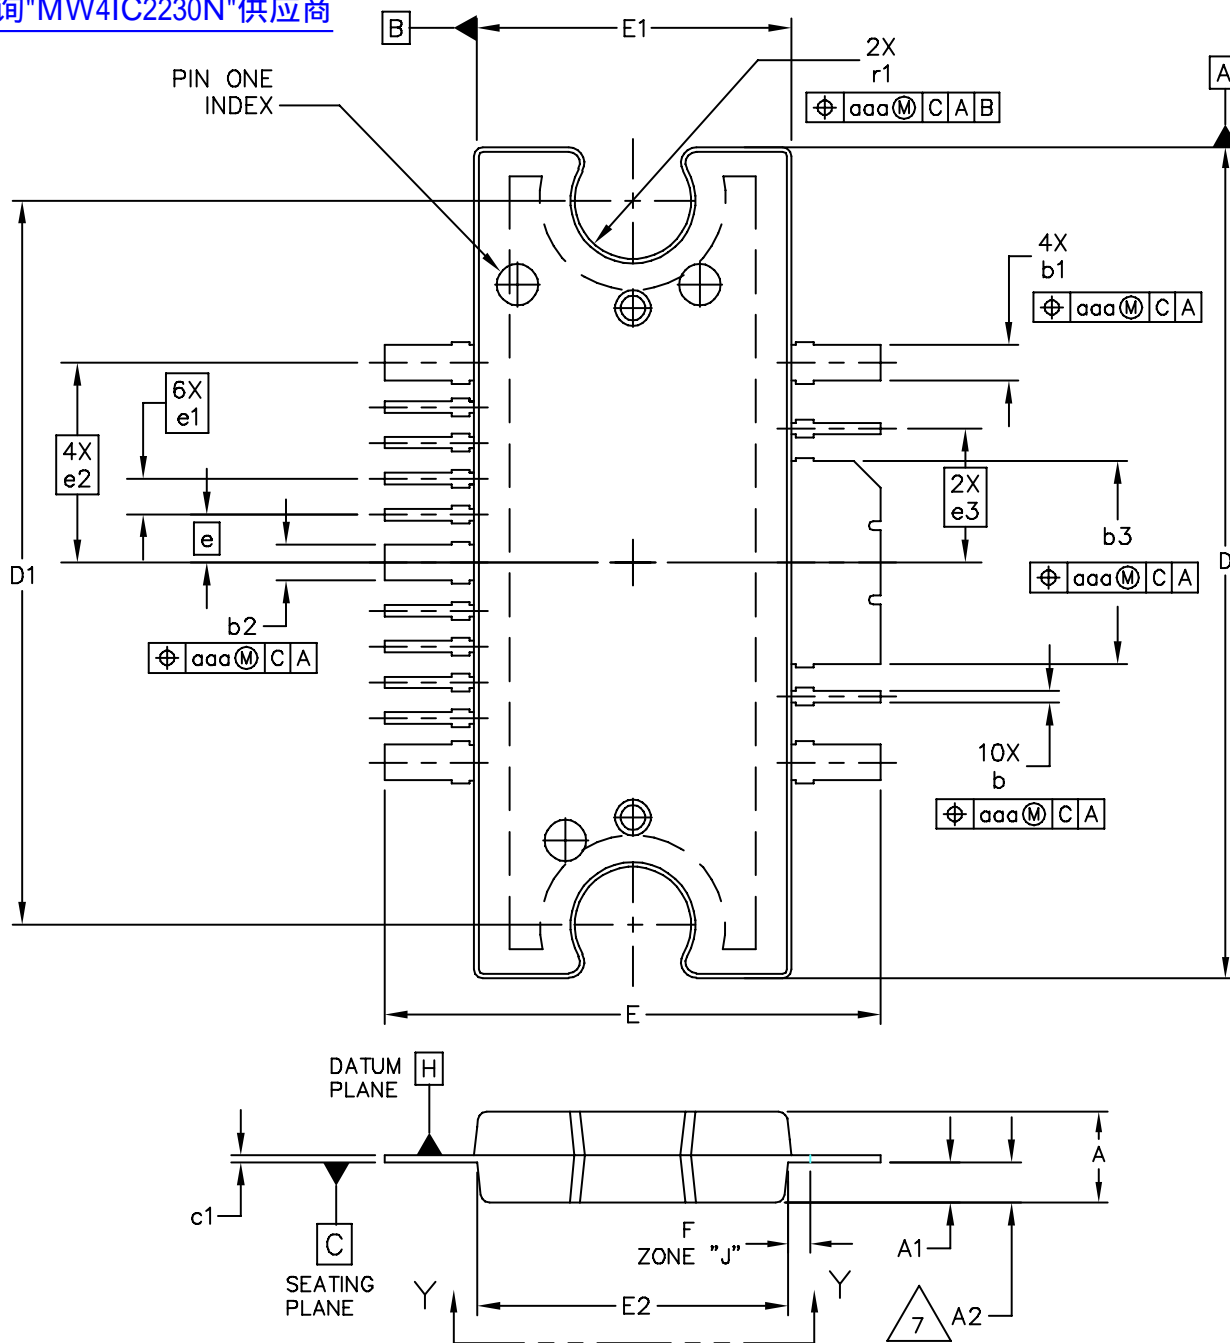 询"MW4IC2230N"供应商
B
E1
2X
r1
⌖ aaa Ⓜ C A B
A
PIN ONE
INDEX
4X
b1
⌖ aaa Ⓜ C A
6X
e1
4X
e2
e
2X
e3
b3
⌖ aaa Ⓜ C A
D1
D
b2
⌖ aaa Ⓜ C A
10X
b
⌖ aaa Ⓜ C A
E
DATUM
PLANE
H
A
c1
C
SEATING
PLANE
F
ZONE "J"
A1
Y
Y
E2
7
A2